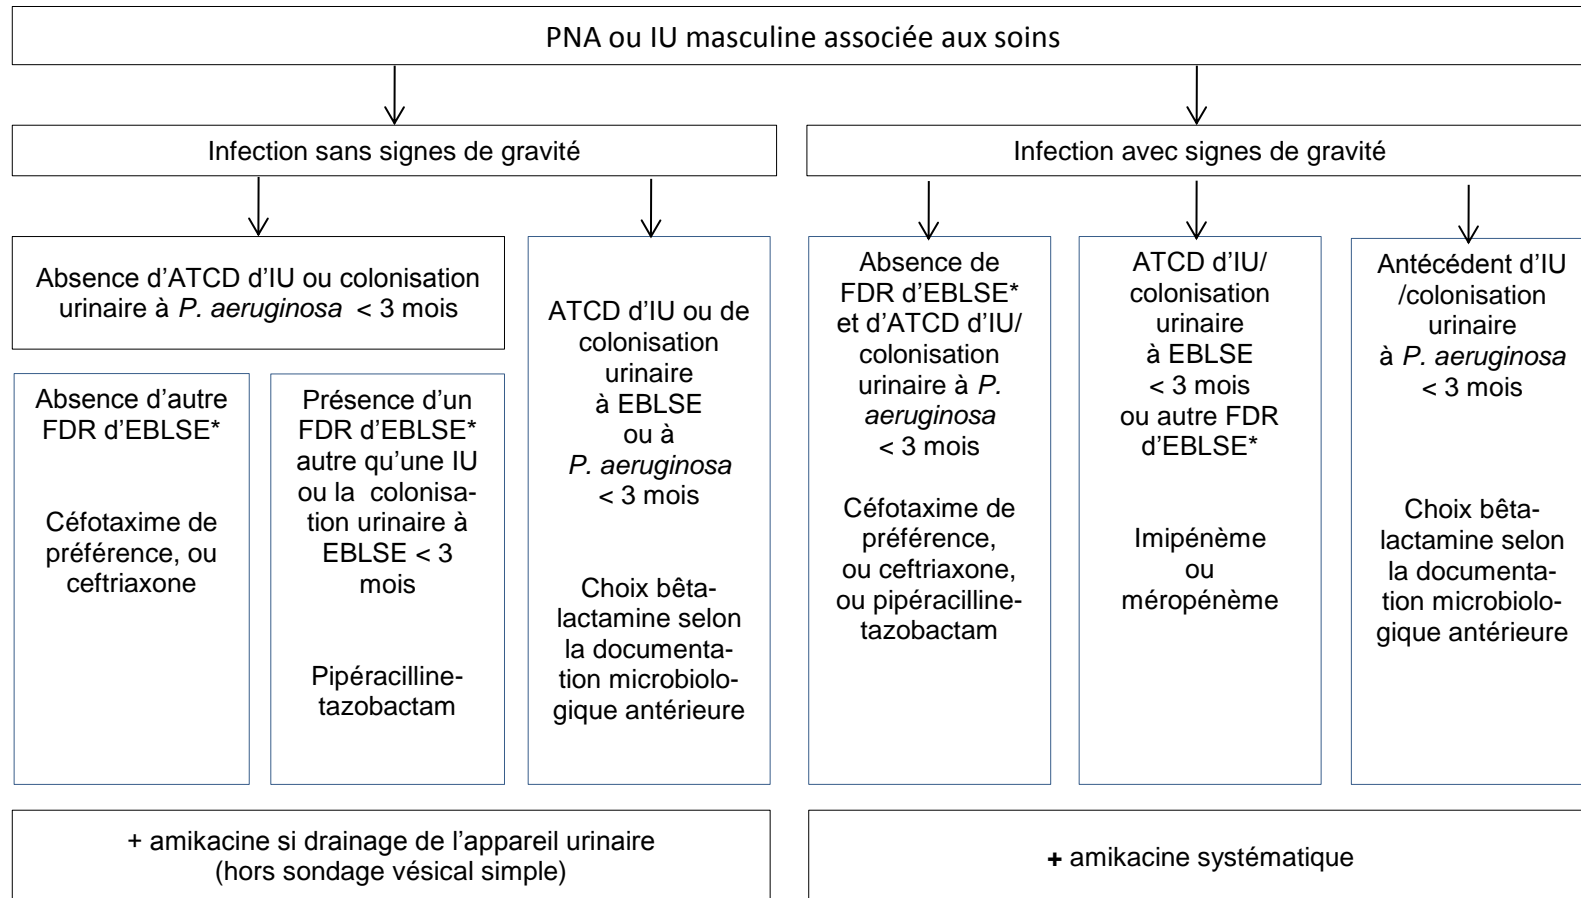 PNA ou IU masculine associée aux soins
Infection sans signes de gravité
Infection avec signes de gravité
Absence d’ATCD d’IU ou colonisation
urinaire à P. aeruginosa < 3 mois
Absence d’autre
FDR d’EBLSE*
Céfotaxime de
préférence, ou
ceftriaxone
Présence d’un
FDR d’EBLSE*
autre qu’une IU
ou la colonisa-
tion urinaire à
EBLSE < 3
mois
Pipéracilline-
tazobactam
ATCD d’IU ou de
colonisation
urinaire
à EBLSE
ou à
P. aeruginosa
< 3 mois
Choix bêta-
lactamine selon
la documenta-
tion microbiolo-
gique antérieure
Absence de
FDR d’EBLSE*
et d’ATCD d’IU/
colonisation
urinaire à P.
aeruginosa
< 3 mois
Céfotaxime de
préférence,
ou ceftriaxone,
ou pipéracilline-
tazobactam
ATCD d’IU/
colonisation
urinaire
à EBLSE
< 3 mois
ou autre FDR
d’EBLSE*
Imipénème
ou
méropénème
Antécédent d’IU
/colonisation
urinaire
à P. aeruginosa
< 3 mois
Choix bêta-
lactamine selon
la documenta-
tion microbiolo-
gique antérieure
+ amikacine si drainage de l’appareil urinaire
(hors sondage vésical simple)
+ amikacine systématique